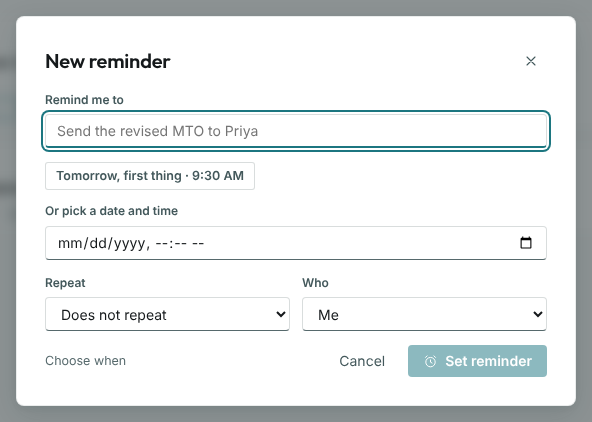 New reminder
Remind me to
Send the revised MTO to Priya
Tomorrow, first thing · 9:30 AM
Or pick a date and time
mm/dd/yyyy, --:-- --
Repeat Who
Does not repeat Me
Choose when Cancel Set reminder